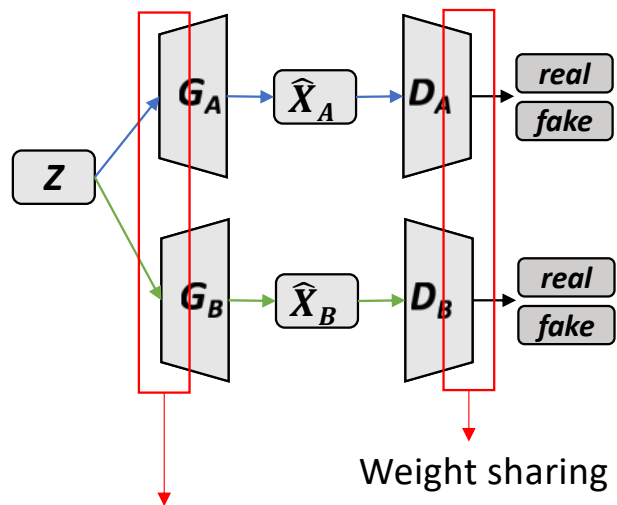 G_A
X̂_A
D_A
real
fake
Z
G_B
X̂_B
D_B
real
fake
Weight sharing